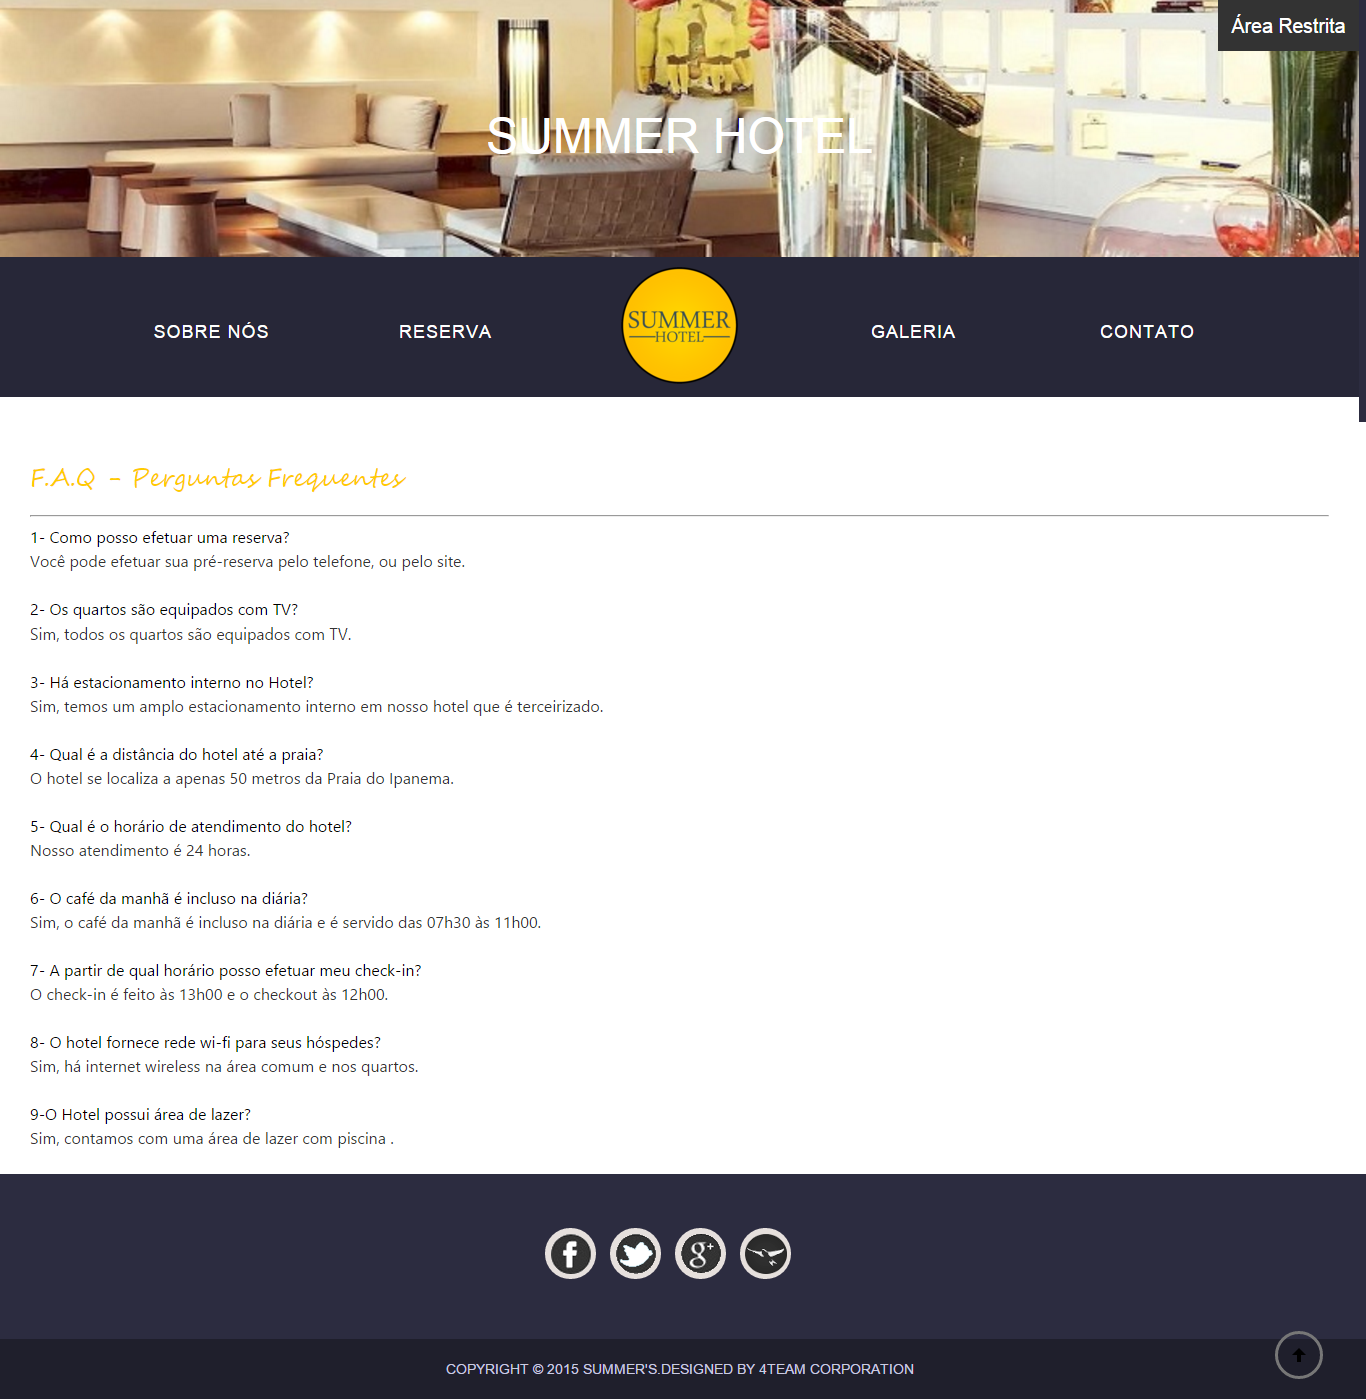 Área Restrita
SUMMER HOTEL
SOBRE NÓS
RESERVA
SUMMER
HOTEL
GALERIA
CONTATO
F.A.Q - Perguntas Frequentes
1- Como posso efetuar uma reserva?
Você pode efetuar sua pré-reserva pelo telefone, ou pelo site.
2- Os quartos são equipados com TV?
Sim, todos os quartos são equipados com TV.
3- Há estacionamento interno no Hotel?
Sim, temos um amplo estacionamento interno em nosso hotel que é terceirizado.
4- Qual é a distância do hotel até a praia?
O hotel se localiza a apenas 50 metros da Praia do Ipanema.
5- Qual é o horário de atendimento do hotel?
Nosso atendimento é 24 horas.
6- O café da manhã é incluso na diária?
Sim, o café da manhã é incluso na diária e é servido das 07h30 às 11h00.
7- A partir de qual horário posso efetuar meu check-in?
O check-in é feito às 13h00 e o checkout às 12h00.
8- O hotel fornece rede wi-fi para seus hóspedes?
Sim, há internet wireless na área comum e nos quartos.
9-O Hotel possui área de lazer?
Sim, contamos com uma área de lazer com piscina .
f
g+
COPYRIGHT © 2015 SUMMER'S.DESIGNED BY 4TEAM CORPORATION